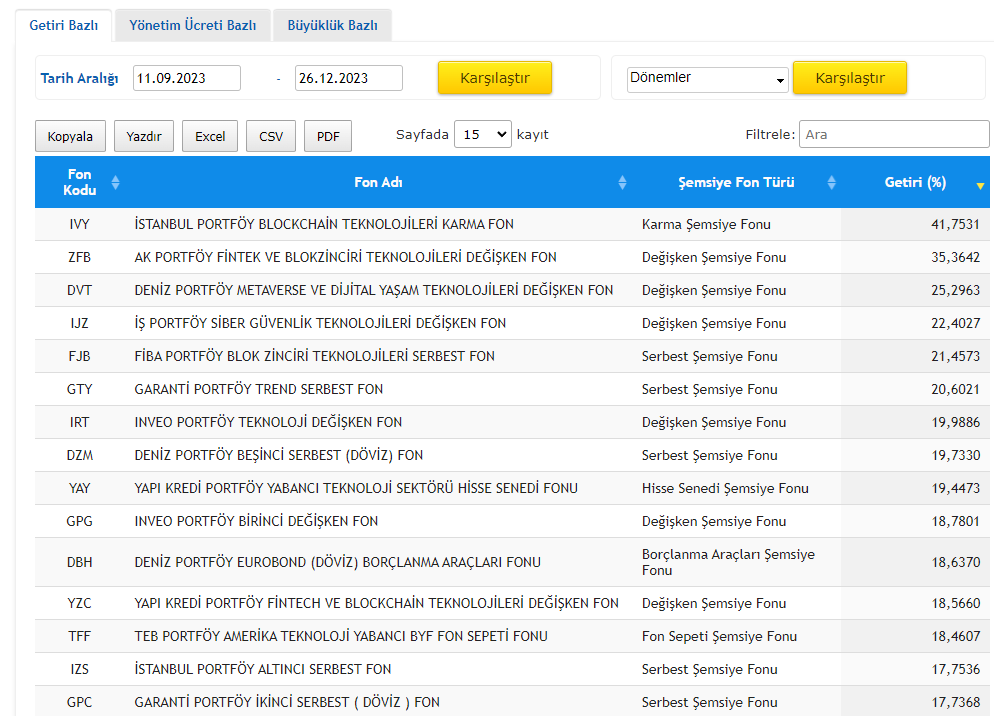 Getiri Bazlı Yönetim Ücreti Bazlı Büyüklük Bazlı
Tarih Aralığı 11.09.2023 - 26.12.2023 Karşılaştır Dönemler Karşılaştır
Kopyala Yazdır Excel CSV PDF Sayfada 15 kayıt Filtrele: Ara
Fon Kodu Fon Adı Şemsiye Fon Türü Getiri (%)
IVY İSTANBUL PORTFÖY BLOCKCHAIN TEKNOLOJİLERİ KARMA FON Karma Şemsiye Fonu 41,7531
ZFB AK PORTFÖY FİNTEK VE BLOKZİNCİRİ TEKNOLOJİLERİ DEĞİŞKEN FON Değişken Şemsiye Fonu 35,3642
DVT DENİZ PORTFÖY METAVERSE VE DİJİTAL YAŞAM TEKNOLOJİLERİ DEĞİŞKEN FON Değişken Şemsiye Fonu 25,2963
IJZ İŞ PORTFÖY SİBER GÜVENLİK TEKNOLOJİLERİ DEĞİŞKEN FON Değişken Şemsiye Fonu 22,4027
FJB FİBA PORTFÖY BLOK ZİNCİRİ TEKNOLOJİLERİ SERBEST FON Serbest Şemsiye Fonu 21,4573
GTY GARANTİ PORTFÖY TREND SERBEST FON Serbest Şemsiye Fonu 20,6021
IRT INVEO PORTFÖY TEKNOLOJİ DEĞİŞKEN FON Değişken Şemsiye Fonu 19,9886
DZM DENİZ PORTFÖY BEŞİNCİ SERBEST (DÖVİZ) FON Serbest Şemsiye Fonu 19,7330
YAY YAPI KREDİ PORTFÖY YABANCI TEKNOLOJİ SEKTÖRÜ HİSSE SENEDİ FONU Hisse Senedi Şemsiye Fonu 19,4473
GPG INVEO PORTFÖY BİRİNCİ DEĞİŞKEN FON Değişken Şemsiye Fonu 18,7801
DBH DENİZ PORTFÖY EUROBOND (DÖVİZ) BORÇLANMA ARAÇLARI FONU Borçlanma Araçları Şemsiye Fonu 18,6370
YZC YAPI KREDİ PORTFÖY FİNTECH VE BLOCKCHAIN TEKNOLOJİLERİ DEĞİŞKEN FON Değişken Şemsiye Fonu 18,5660
TFF TEB PORTFÖY AMERİKA TEKNOLOJİ YABANCI BYF FON SEPETİ FONU Fon Sepeti Şemsiye Fonu 18,4607
IZS İSTANBUL PORTFÖY ALTINCI SERBEST FON Serbest Şemsiye Fonu 17,7536
GPC GARANTİ PORTFÖY İKİNCİ SERBEST ( DÖVİZ ) FON Serbest Şemsiye Fonu 17,7368